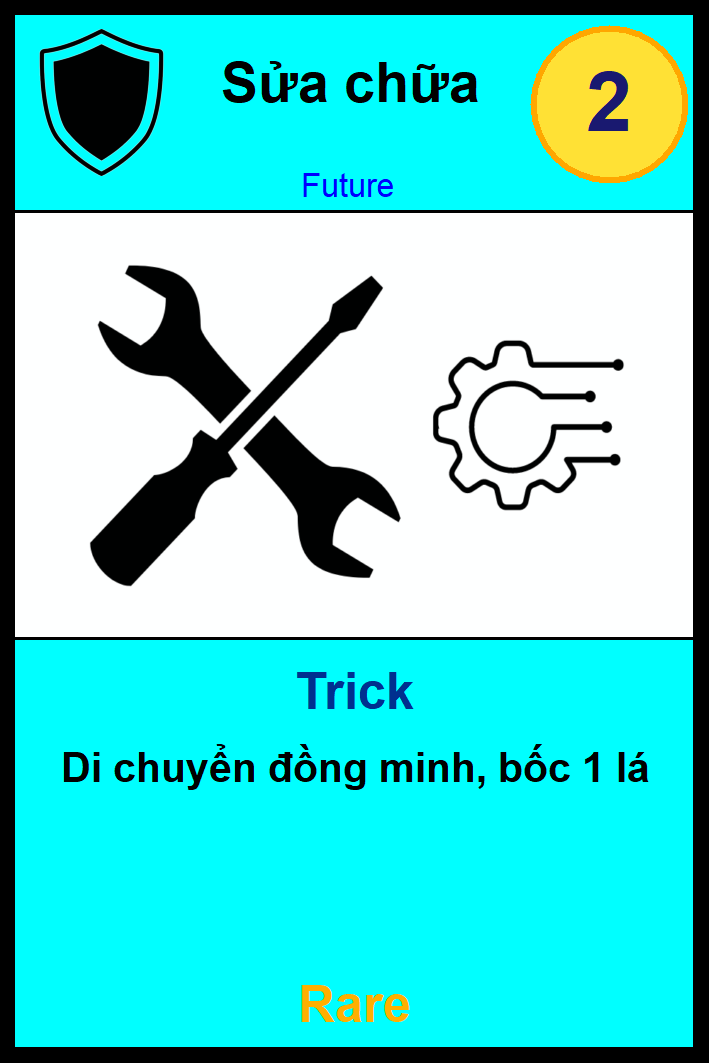 Sửa chữa
2
Future
Trick
Di chuyển đồng minh, bốc 1 lá
Rare